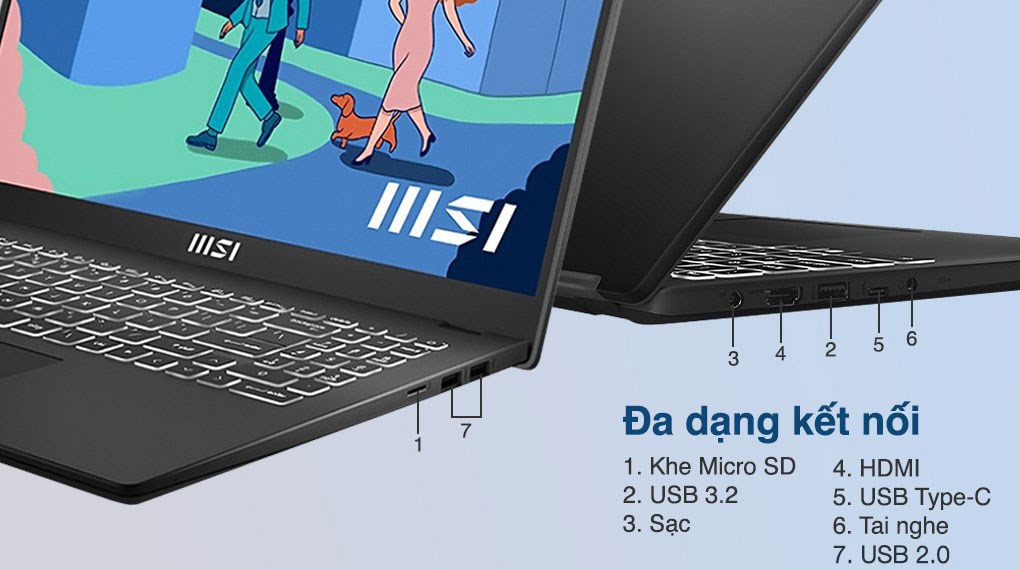 msi
msi
3
4
2
5
6
1
7
Đa dạng kết nối
1. Khe Micro SD
2. USB 3.2
3. Sạc
4. HDMI
5. USB Type-C
6. Tai nghe
7. USB 2.0